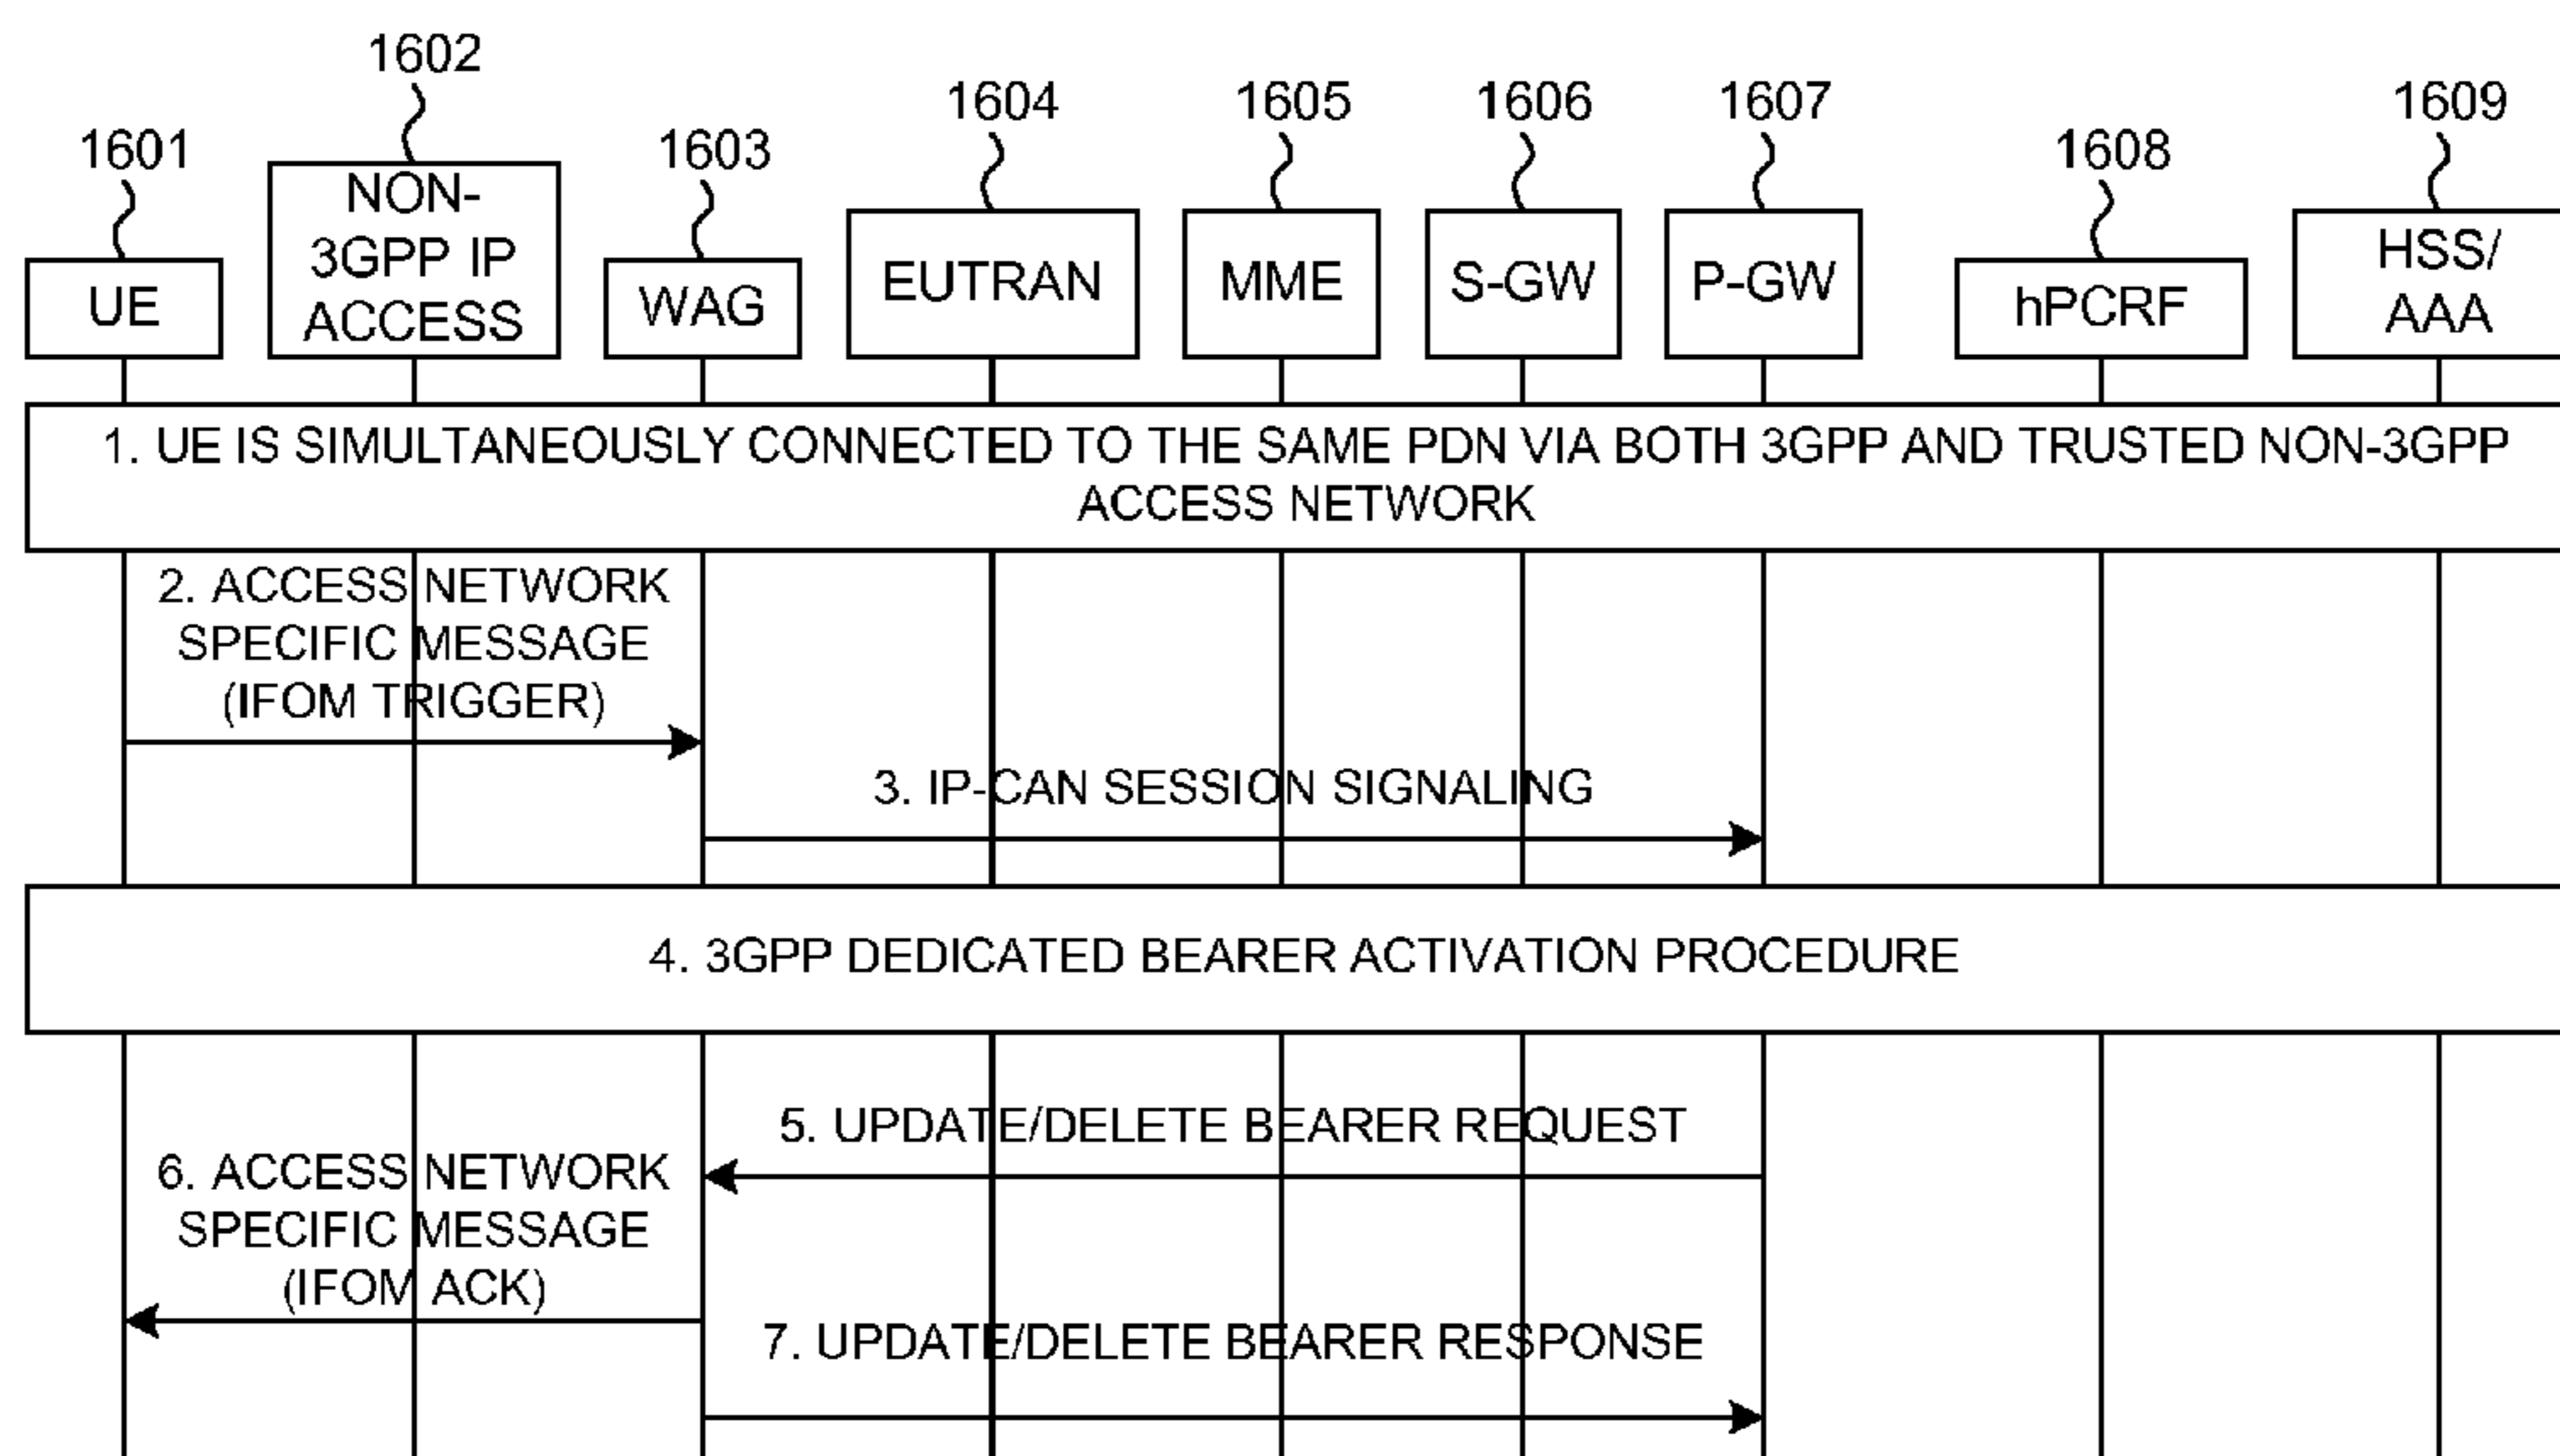 1602
1604
1605
1606
1607
1609
1601
1603
1608
NON-
3GPP IP
ACCESS
UE
WAG
EUTRAN
MME
S-GW
P-GW
hPCRF
HSS/
AAA
1. UE IS SIMULTANEOUSLY CONNECTED TO THE SAME PDN VIA BOTH 3GPP AND TRUSTED NON-3GPP
ACCESS NETWORK
2. ACCESS NETWORK
SPECIFIC MESSAGE
(IFOM TRIGGER)
3. IP-CAN SESSION SIGNALING
4. 3GPP DEDICATED BEARER ACTIVATION PROCEDURE
5. UPDATE/DELETE BEARER REQUEST
6. ACCESS NETWORK
SPECIFIC MESSAGE
(IFOM ACK)
7. UPDATE/DELETE BEARER RESPONSE